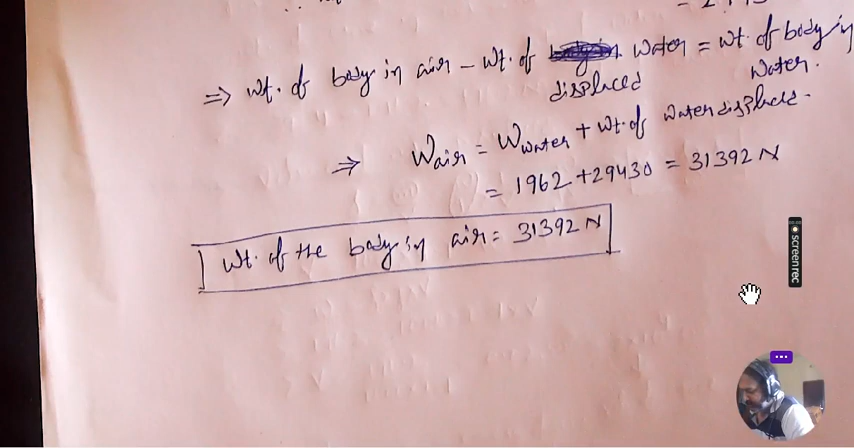 ⇒ wt. of body in air - wt. of water = wt. of body in
displaced water.
⇒ Wair = Wwater + wt. of water displaced.
= 1962 + 29430 = 31392 N
Wt. of the body in air = 31392 N
screenrec